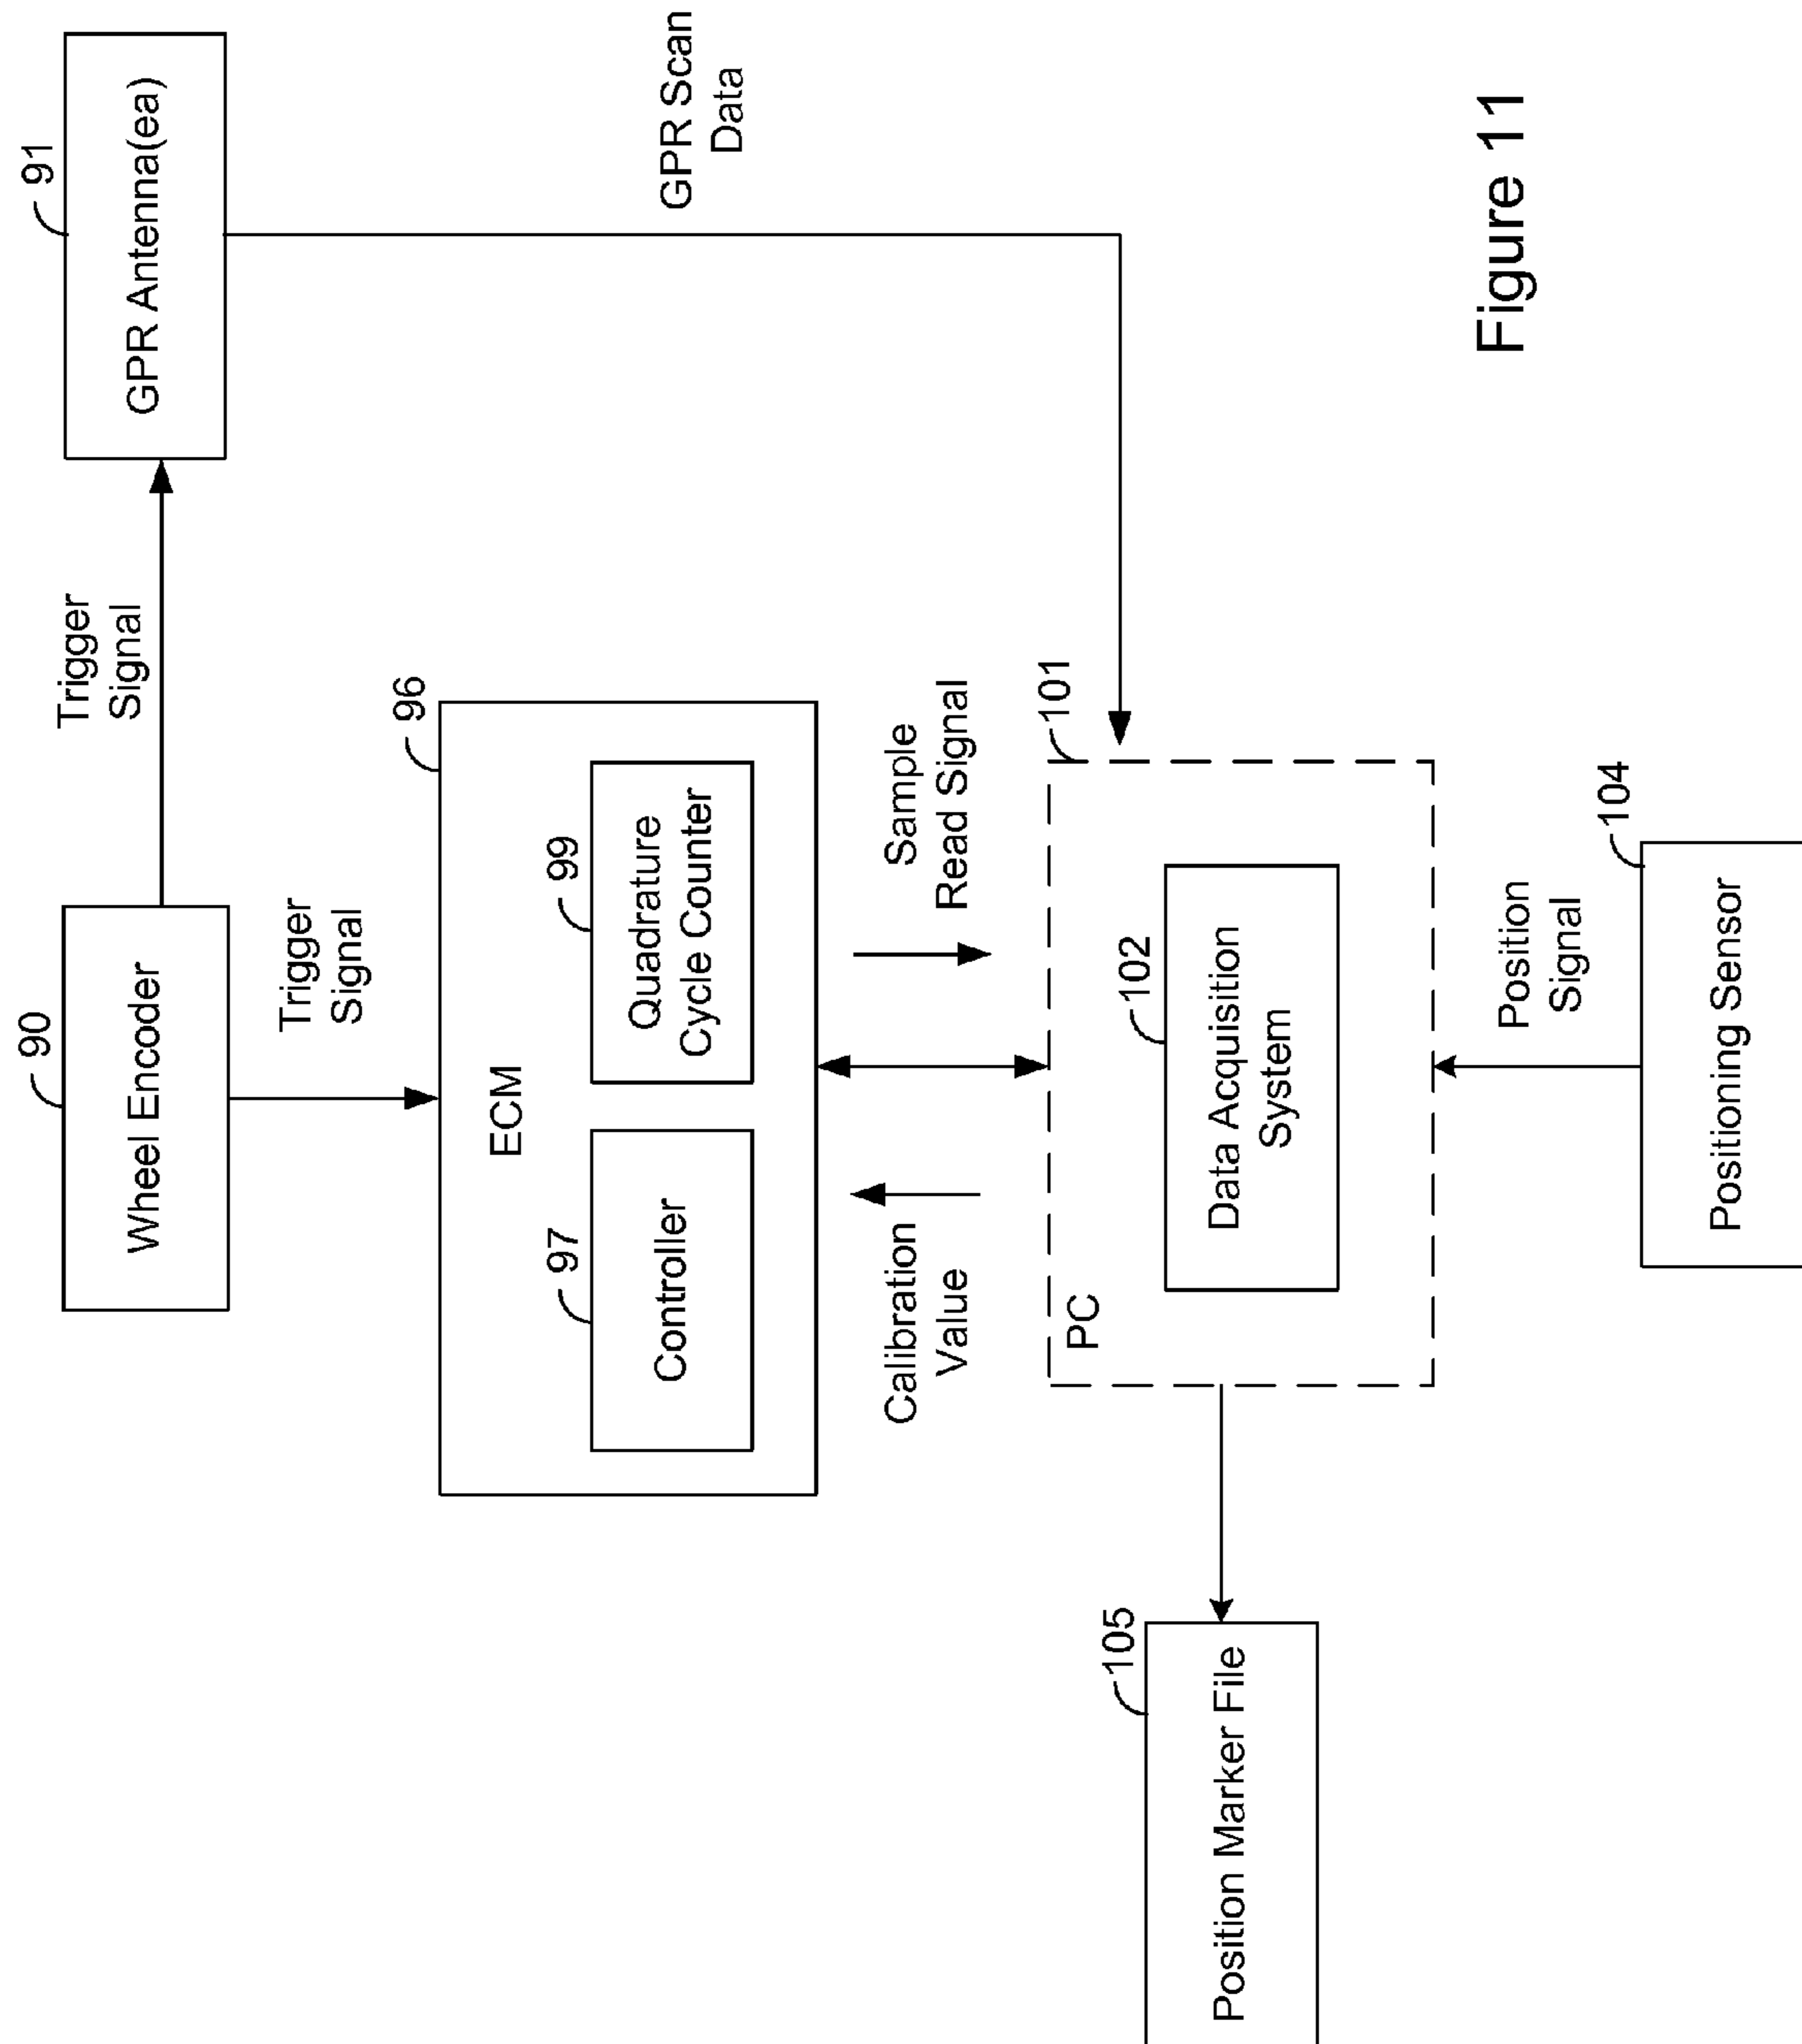 90
Wheel Encoder
Trigger
Signal
91
GPR Antenna(ea)
Trigger
Signal
96
ECM
97
Controller
99
Quadrature
Cycle Counter
GPR Scan
Data
Calibration
Value
Sample
Read Signal
101
PC
102
Data Acquisition
System
105
Position Marker File
Position
Signal
104
Positioning Sensor
Figure 11